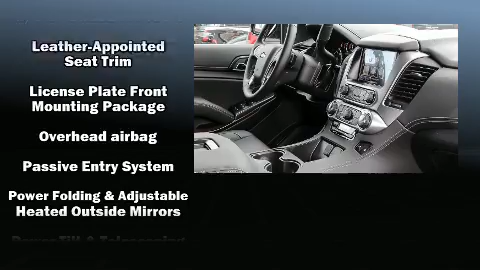 Leather-Appointed
Seat Trim
License Plate Front
Mounting Package
Overhead airbag
Passive Entry System
Power Folding & Adjustable
Heated Outside Mirrors